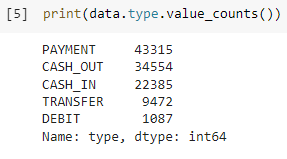 [5] print(data.type.value_counts())
PAYMENT 43315
CASH_OUT 34554
CASH_IN 22385
TRANSFER 9472
DEBIT 1087
Name: type, dtype: int64